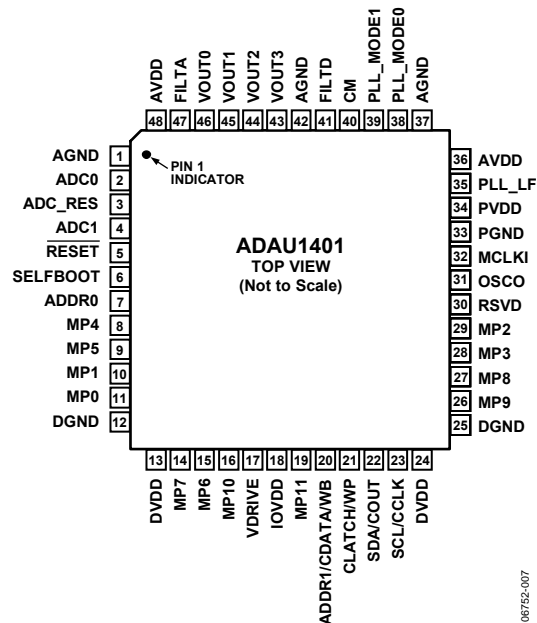 AVDD
FILTA
VOUT0
VOUT1
VOUT2
VOUT3
AGND
FILTD
CM
PLL_MODE1
PLL_MODE0
AGND
48 47 46 45 44 43 42 41 40 39 38 37
AGND 1
ADC0 2
ADC_RES 3
ADC1 4
RESET 5
SELFBOOT 6
ADDR0 7
MP4 8
MP5 9
MP1 10
MP0 11
DGND 12
PIN 1
INDICATOR
ADAU1401
TOP VIEW
(Not to Scale)
36 AVDD
35 PLL_LF
34 PVDD
33 PGND
32 MCLKI
31 OSCO
30 RSVD
29 MP2
28 MP3
27 MP8
26 MP9
25 DGND
13 14 15 16 17 18 19 20 21 22 23 24
DVDD
MP7
MP6
MP10
VDRIVE
IOVDD
MP11
ADDR1/CDATA/WB
CLATCH/WP
SDA/COUT
SCL/CCLK
DVDD
06752-007